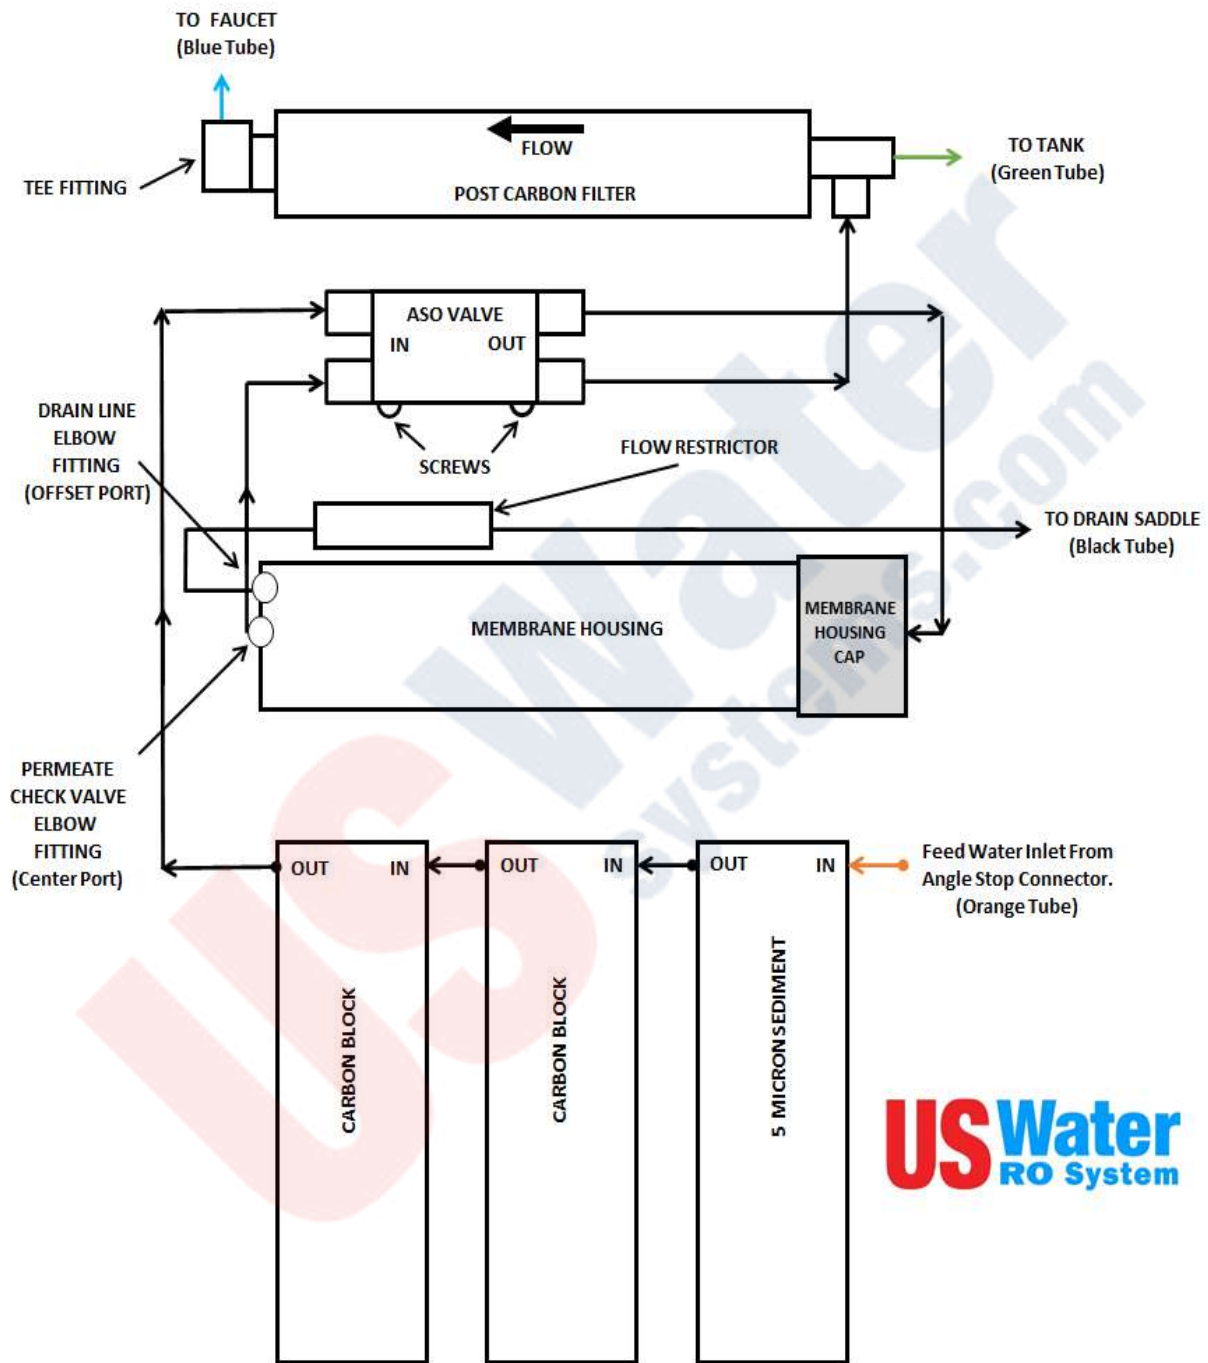 TO FAUCET
(Blue Tube)
FLOW
POST CARBON FILTER
TEE FITTING
TO TANK
(Green Tube)
ASO VALVE
IN
OUT
DRAIN LINE
ELBOW
FITTING
(OFFSET PORT)
SCREWS
FLOW RESTRICTOR
TO DRAIN SADDLE
(Black Tube)
MEMBRANE HOUSING
MEMBRANE
HOUSING
CAP
PERMEATE
CHECK VALVE
ELBOW
FITTING
(Center Port)
OUT
IN
OUT
IN
OUT
IN
Feed Water Inlet From
Angle Stop Connector.
(Orange Tube)
CARBON BLOCK
CARBON BLOCK
5 MICRON SEDIMENT
US Water
RO System
USWater
systems.com